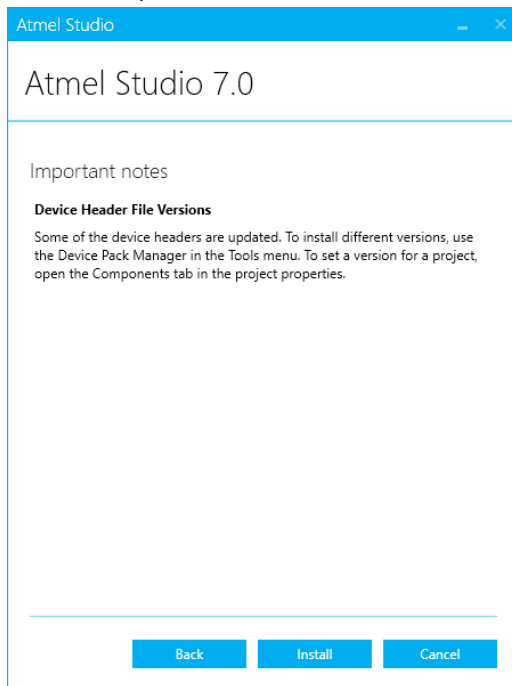 Atmel Studio
Atmel Studio 7.0
Important notes
Device Header File Versions
Some of the device headers are updated. To install different versions, use
the Device Pack Manager in the Tools menu. To set a version for a project,
open the Components tab in the project properties.
Back
Install
Cancel